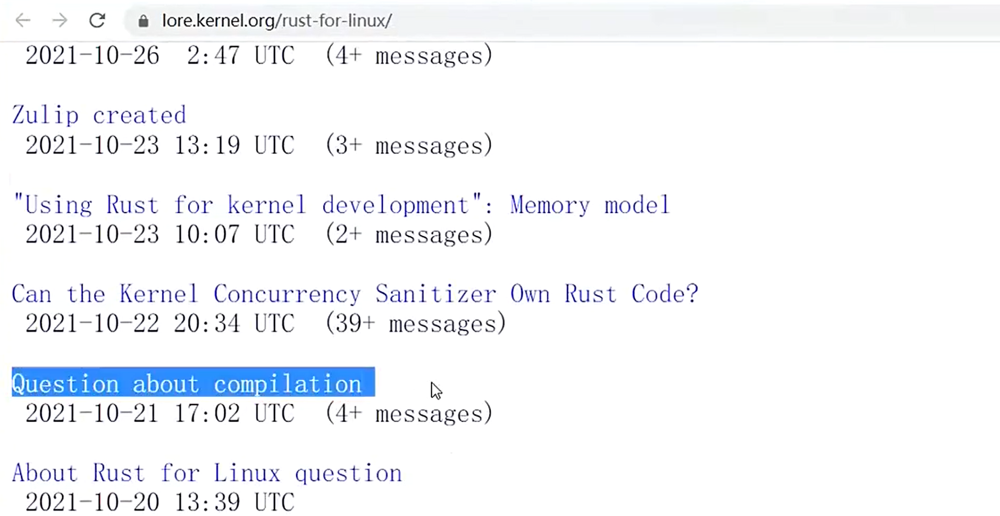 lore.kernel.org/rust-for-linux/
2021-10-26  2:47 UTC  (4+ messages)
Zulip created
2021-10-23 13:19 UTC  (3+ messages)
"Using Rust for kernel development": Memory model
2021-10-23 10:07 UTC  (2+ messages)
Can the Kernel Concurrency Sanitizer Own Rust Code?
2021-10-22 20:34 UTC  (39+ messages)
Question about compilation
2021-10-21 17:02 UTC  (4+ messages)
About Rust for Linux question
2021-10-20 13:39 UTC